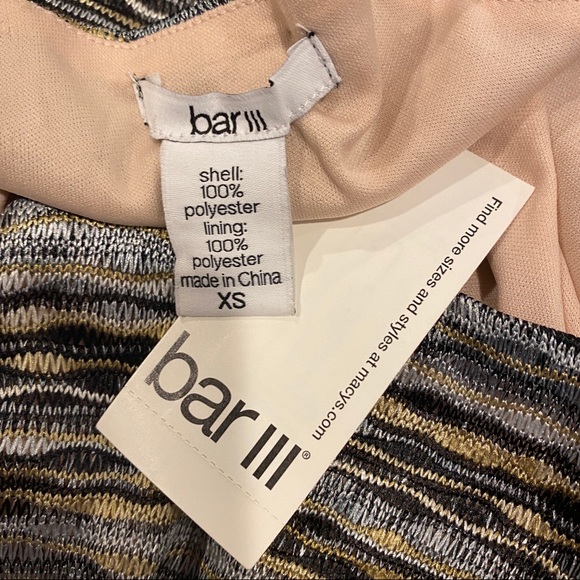 bar III
shell:
100%
polyester
lining:
100%
polyester
made in China
XS
bar III®
Find more sizes and styles at macys.com